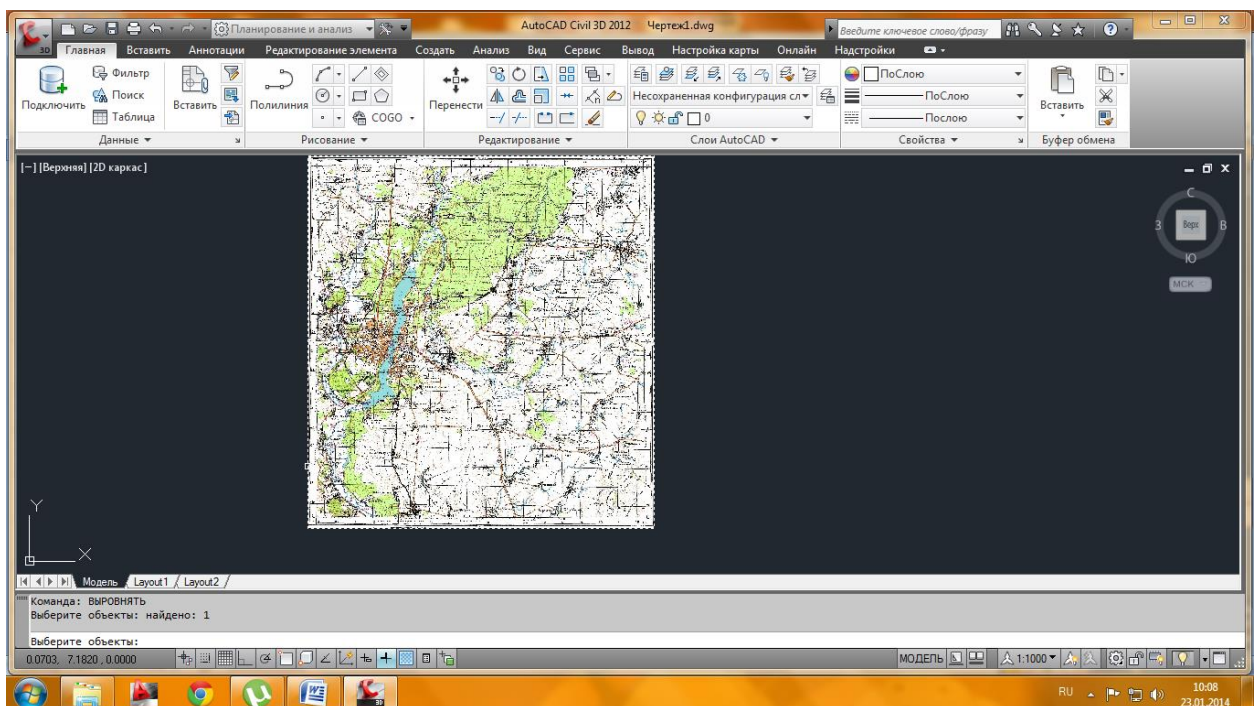 AutoCAD Civil 3D 2012 Чертеж1.dwg
Планирование и анализ
Введите ключевое слово/фразу
3D
Главная Вставить Аннотации Редактирование элемента Создать Анализ Вид Сервис Вывод Настройка карты Онлайн Надстройки
Подключить
Фильтр
Поиск
Таблица
Вставить
Полилиния
COGO
Перенести
Несохраненная конфигурация сл
0
ПоСлою
ПоСлою
Послою
Вставить
Данные Рисование Редактирование Слои AutoCAD Свойства Буфер обмена
[−] [Верхняя] [2D каркас]
С
З Верх В
Ю
МСК
Y
X
Модель Layout1 Layout2
Команда: ВЫРОВНЯТЬ
Выберите объекты: найдено: 1
Выберите объекты:
0.0703, 7.1820, 0.0000 МОДЕЛЬ 1:1000
RU 10:08
23.01.2014